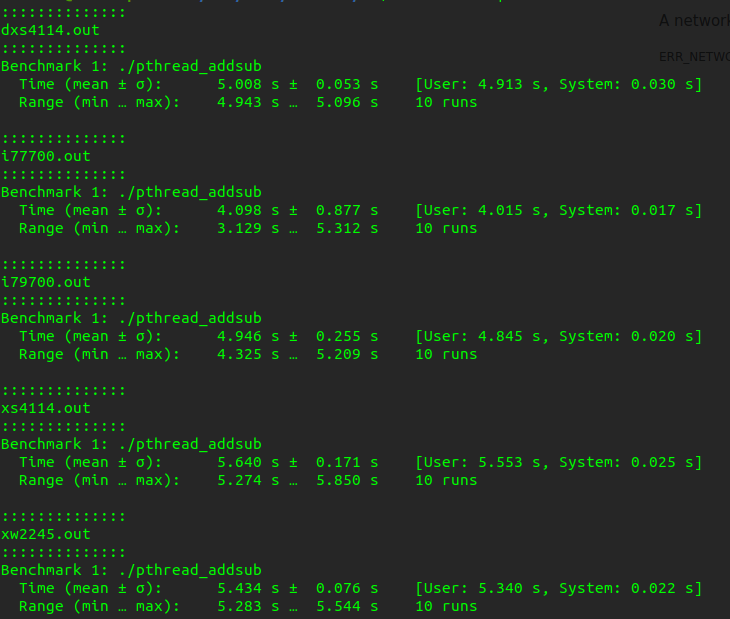 ::::::::::::::
dxs4114.out
::::::::::::::
Benchmark 1: ./pthread_addsub
  Time (mean ± σ):      5.008 s ±  0.053 s    [User: 4.913 s, System: 0.030 s]
  Range (min … max):    4.943 s …  5.096 s    10 runs

::::::::::::::
i77700.out
::::::::::::::
Benchmark 1: ./pthread_addsub
  Time (mean ± σ):      4.098 s ±  0.877 s    [User: 4.015 s, System: 0.017 s]
  Range (min … max):    3.129 s …  5.312 s    10 runs

::::::::::::::
i79700.out
::::::::::::::
Benchmark 1: ./pthread_addsub
  Time (mean ± σ):      4.946 s ±  0.255 s    [User: 4.845 s, System: 0.020 s]
  Range (min … max):    4.325 s …  5.209 s    10 runs

::::::::::::::
xs4114.out
::::::::::::::
Benchmark 1: ./pthread_addsub
  Time (mean ± σ):      5.640 s ±  0.171 s    [User: 5.553 s, System: 0.025 s]
  Range (min … max):    5.274 s …  5.850 s    10 runs

::::::::::::::
xw2245.out
::::::::::::::
Benchmark 1: ./pthread_addsub
  Time (mean ± σ):      5.434 s ±  0.076 s    [User: 5.340 s, System: 0.022 s]
  Range (min … max):    5.283 s …  5.544 s    10 runs
A network
ERR_NETWO